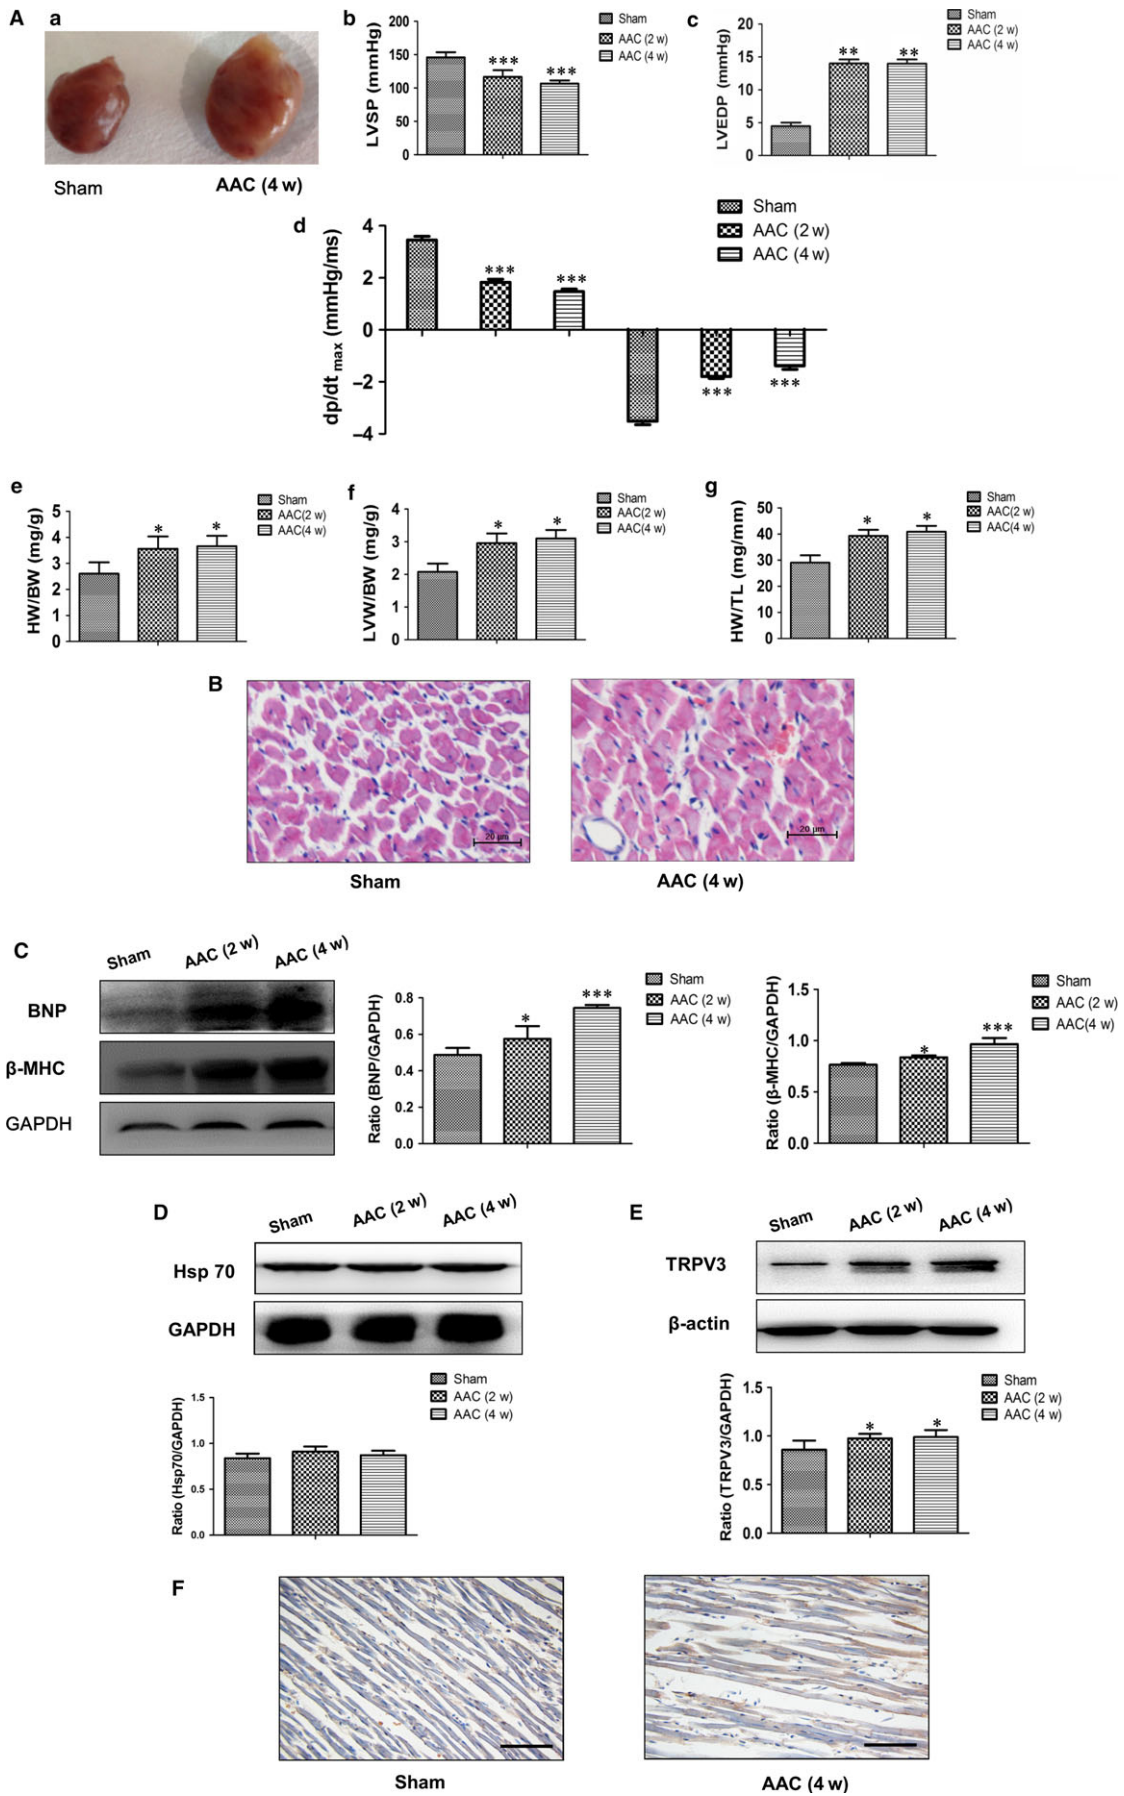 A
a
Sham
AAC (4 w)
b
LVSP (mmHg)
200
150
100
50
0
***
***
Sham
AAC (2 w)
AAC (4 w)
c
LVEDP (mmHg)
20
15
10
5
0
**
**
Sham
AAC (2 w)
AAC (4 w)
d
dp/dt max (mmHg/ms)
4
2
0
–2
–4
***
***
***
***
Sham
AAC (2 w)
AAC (4 w)
e
HW/BW (mg/g)
5
4
3
2
1
0
*
*
Sham
AAC(2 w)
AAC(4 w)
f
LVW/BW (mg/g)
4
3
2
1
0
*
*
Sham
AAC(2 w)
AAC(4 w)
g
HW/TL (mg/mm)
50
40
30
20
10
0
*
*
Sham
AAC(2 w)
AAC(4 w)
B
20 µm
Sham
20 µm
AAC (4 w)
C
Sham
AAC (2 w)
AAC (4 w)
BNP
β-MHC
GAPDH
Ratio (BNP/GAPDH)
0.8
0.6
0.4
0.2
0.0
*
***
Sham
AAC (2 w)
AAC (4 w)
Ratio (β-MHC/GAPDH)
1.5
1.0
0.5
0.0
*
***
Sham
AAC (2 w)
AAC(4 w)
D
Sham
AAC (2 w)
AAC (4 w)
Hsp 70
GAPDH
Ratio (Hsp70/GAPDH)
1.5
1.0
0.5
0.0
Sham
AAC (2 w)
AAC (4 w)
E
Sham
AAC (2 w)
AAC (4 w)
TRPV3
β-actin
Ratio (TRPV3/GAPDH)
1.5
1.0
0.5
0.0
*
*
Sham
AAC (2 w)
AAC (4 w)
F
Sham
AAC (4 w)